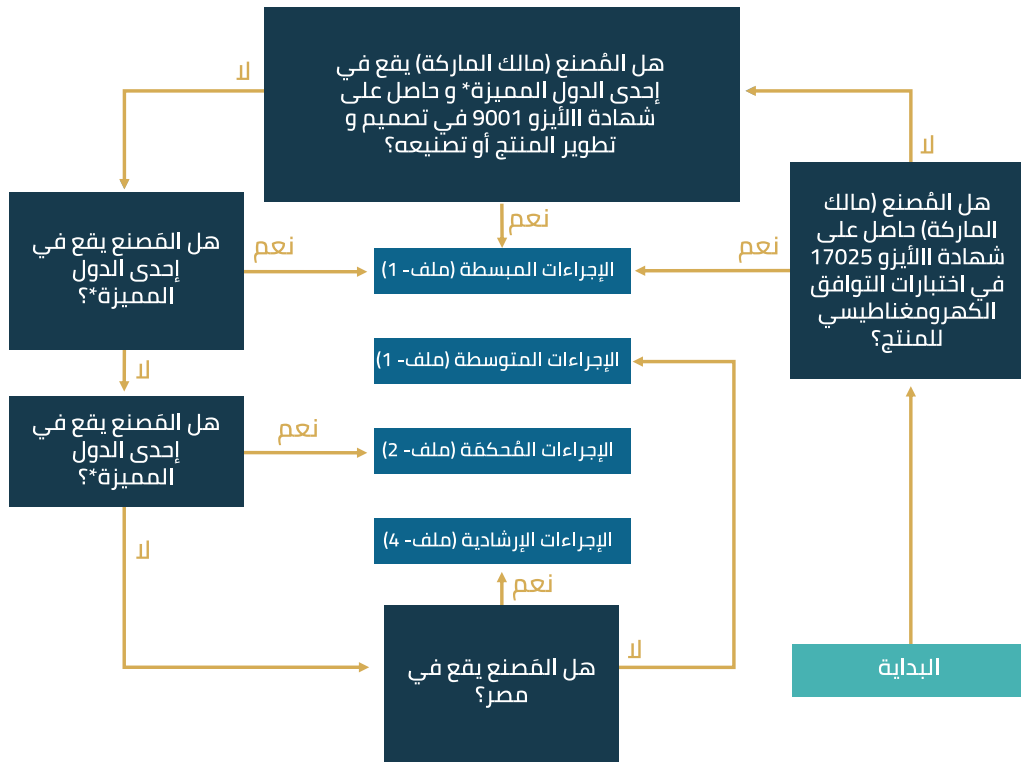 البداية
هل المُصنع (مالك
الماركة) حاصل على
شهادة االأيزو 17025
في اختبارات التوافق
الكهرومغناطيسي
للمنتج؟
لا
نعم
هل المُصنع (مالك الماركة) يقع في
إحدى الدول المميزة* و حاصل على
شهادة االأيزو 9001 في تصميم و
تطوير المنتج أو تصنيعه؟
لا
نعم
هل المَصنع يقع في
إحدى الدول
المميزة*؟
نعم
لا
هل المَصنع يقع في
إحدى الدول
المميزة*؟
نعم
لا
هل المَصنع يقع في
مصر؟
نعم
لا
الإجراءات المبسطة (ملف- 1)
الإجراءات المتوسطة (ملف- 1)
الإجراءات المُحكمَة (ملف- 2)
الإجراءات الإرشادية (ملف- 4)